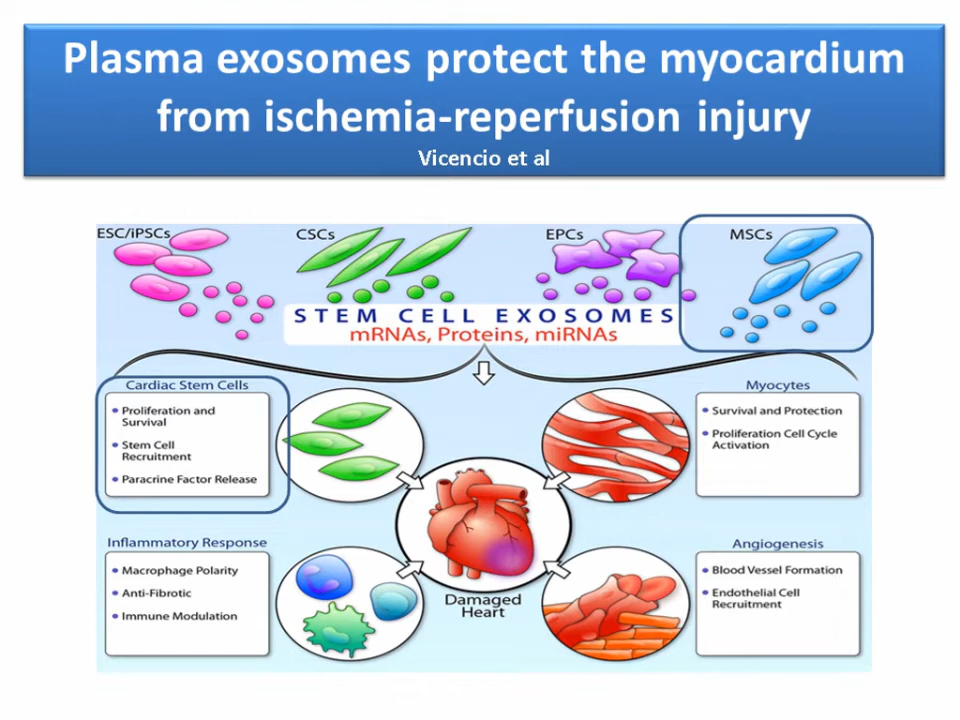 Plasma exosomes protect the myocardium
from ischemia-reperfusion injury
Vicencio et al
ESC/iPSCs
CSCs
EPCs
MSCs
STEM CELL EXOSOMES
mRNAs, Proteins, miRNAs
Cardiac Stem Cells
Proliferation and
Survival
Stem Cell
Recruitment
Paracrine Factor Release
Myocytes
Survival and Protection
Proliferation Cell Cycle
Activation
Inflammatory Response
Macrophage Polarity
Anti-Fibrotic
Immune Modulation
Damaged
Heart
Angiogenesis
Blood Vessel Formation
Endothelial Cell
Recruitment